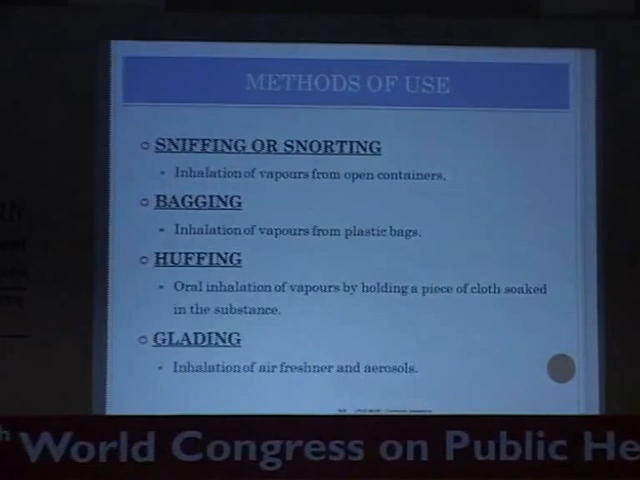 METHODS OF USE
SNIFFING OR SNORTING
Inhalation of vapours from open containers.
BAGGING
Inhalation of vapours from plastic bags.
HUFFING
Oral inhalation of vapours by holding a piece of cloth soaked
in the substance.
GLADING
Inhalation of air freshner and aerosols.
th World Congress on Public He